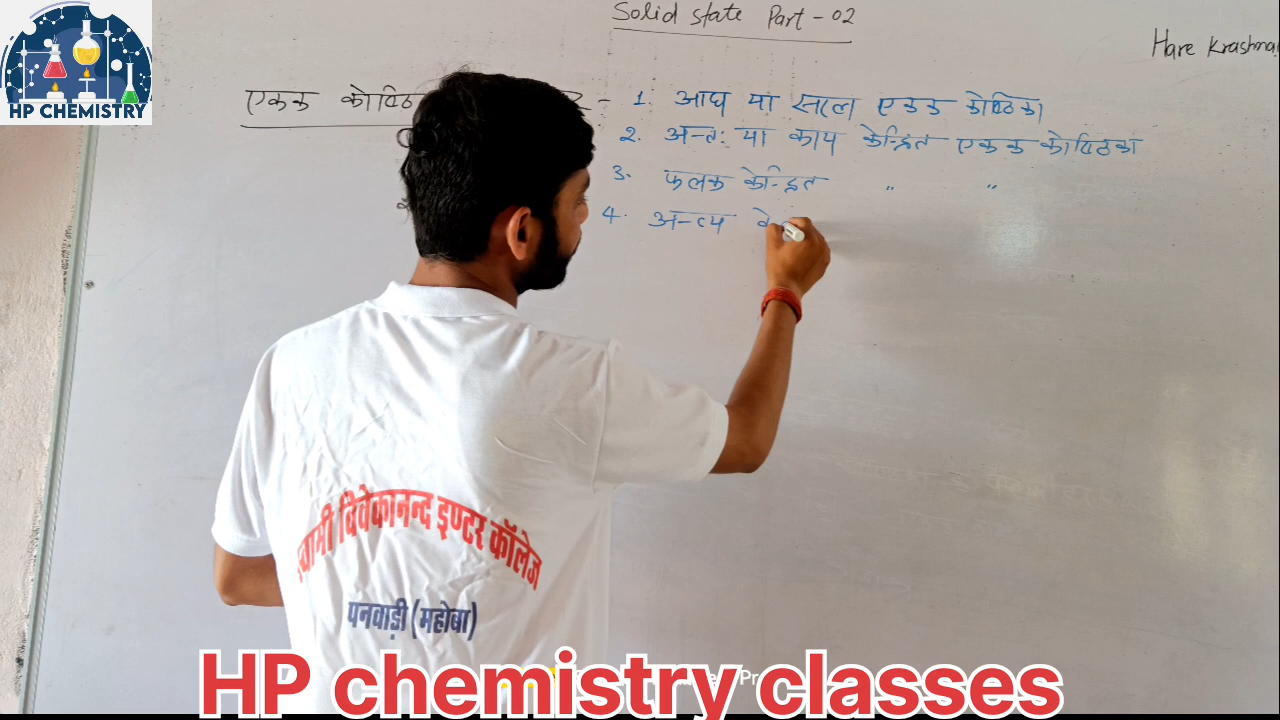 Solid state Part - 02
Hare Krashna
एकक
- 1. आद्य या सरल एकक कोष्ठिका
2. अन्तः या काय केन्द्रित एकक कोष्ठिका
3. फलक केन्द्रित " "
4. अन्त्य
HP CHEMISTRY
स्वामी विवेकानन्द इण्टर कॉलेज
पनवाड़ी (महोबा)
HP chemistry classes